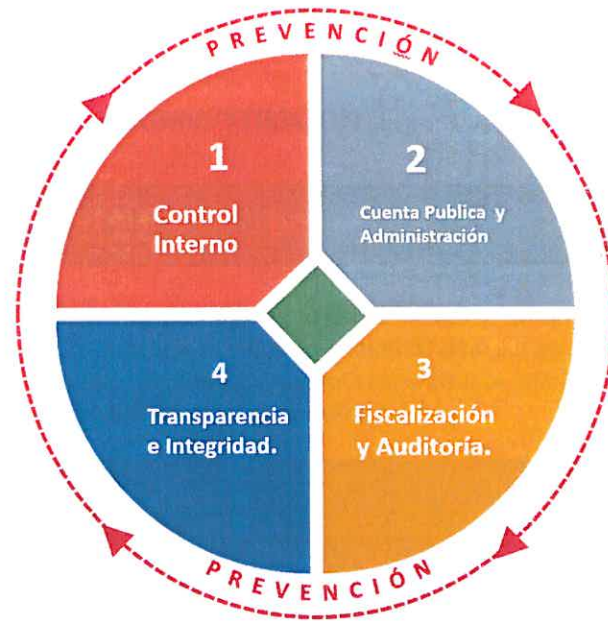 PREVENCIÓN
1
Control
Interno
2
Cuenta Publica y
Administración
4
Transparencia
e Integridad.
3
Fiscalización
y Auditoría.
PREVENCIÓN